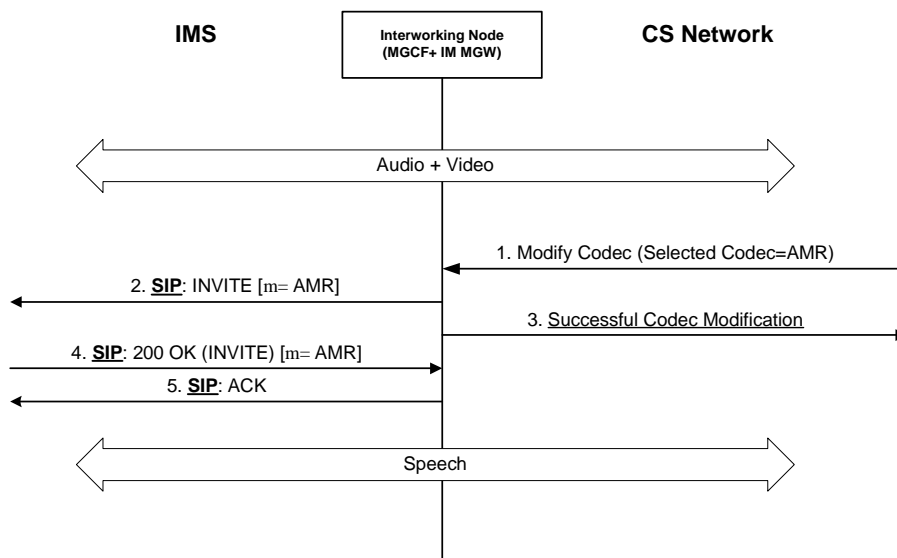 IMS
Interworking Node
(MGCF+ IM MGW)
CS Network
Audio + Video
1. Modify Codec (Selected Codec=AMR)
2. SIP: INVITE [m= AMR]
3. Successful Codec Modification
4. SIP: 200 OK (INVITE) [m= AMR]
5. SIP: ACK
Speech